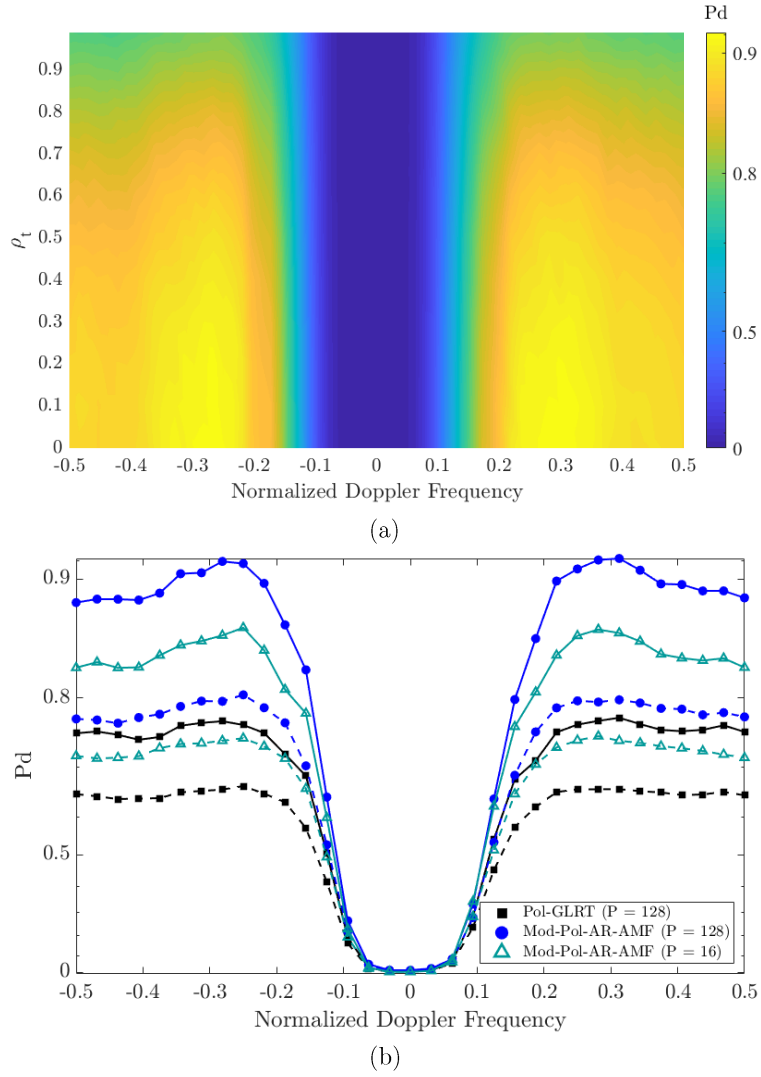 Pd
0.9
0.8
0.7
0.6
0.5
0.4
0.3
0.2
0.1
0
ρt
0.9
0.8
0.5
0
-0.5 -0.4 -0.3 -0.2 -0.1 0 0.1 0.2 0.3 0.4 0.5
Normalized Doppler Frequency
(a)
0.9
0.8
0.5
0
Pd
Pol-GLRT (P = 128)
Mod-Pol-AR-AMF (P = 128)
Mod-Pol-AR-AMF (P = 16)
-0.5 -0.4 -0.3 -0.2 -0.1 0 0.1 0.2 0.3 0.4 0.5
Normalized Doppler Frequency
(b)